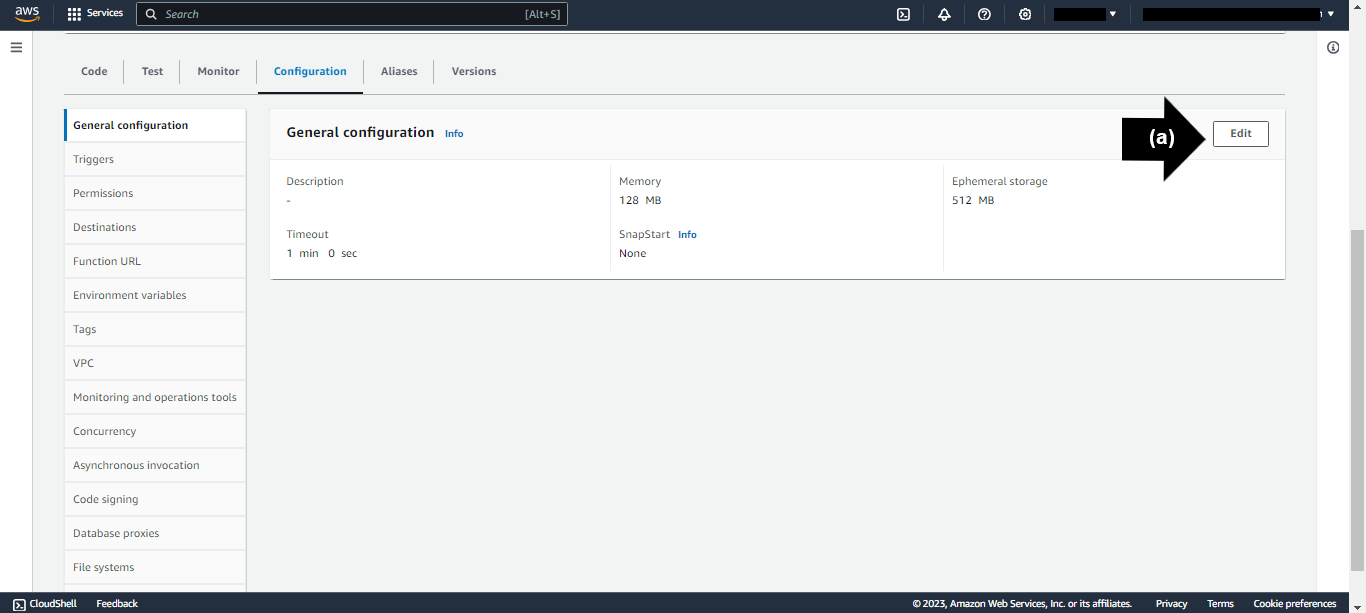 aws Services Search [Alt+S]
Code Test Monitor Configuration Aliases Versions
General configuration
Triggers
Permissions
Destinations
Function URL
Environment variables
Tags
VPC
Monitoring and operations tools
Concurrency
Asynchronous invocation
Code signing
Database proxies
File systems
General configuration Info
(a)
Edit
Description
-
Memory
128 MB
Ephemeral storage
512 MB
Timeout
1 min 0 sec
SnapStart Info
None
CloudShell Feedback © 2023, Amazon Web Services, Inc. or its affiliates. Privacy Terms Cookie preferences